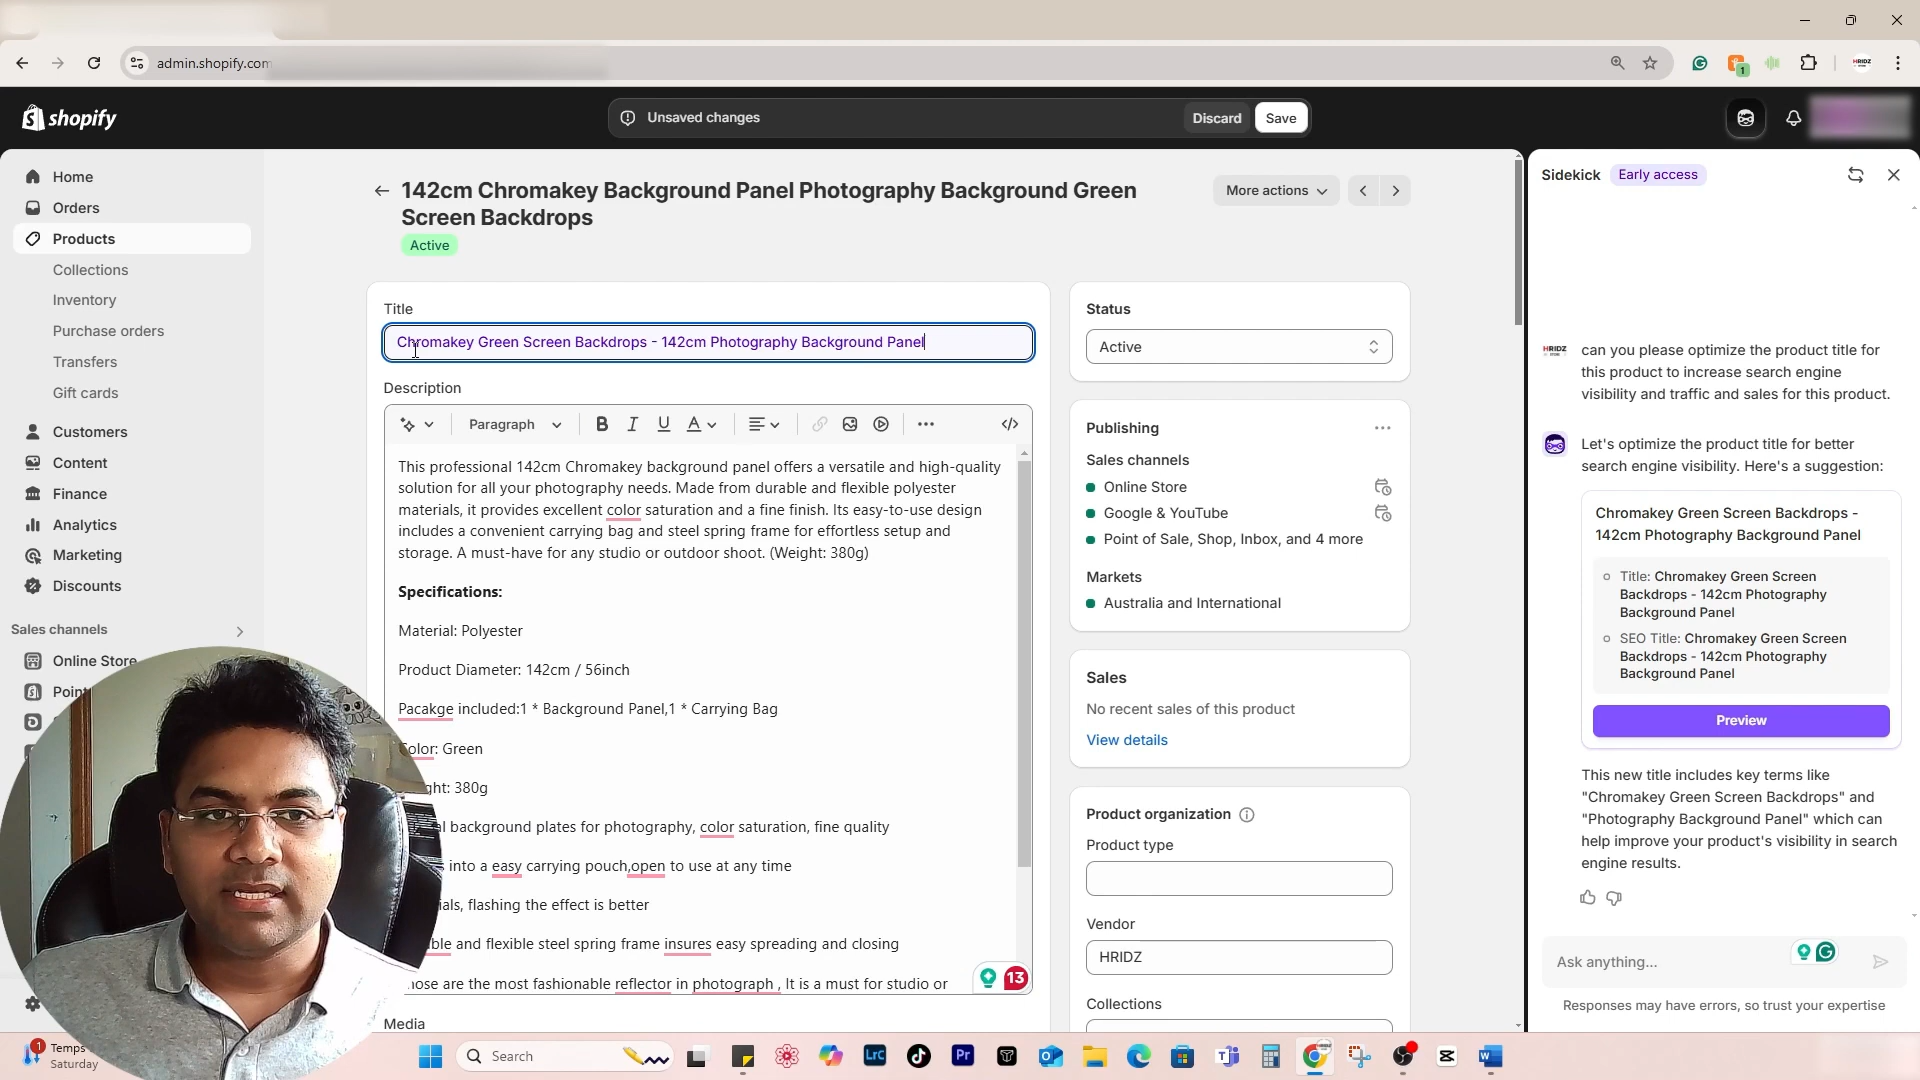 admin.shopify.com
1
HRIDZ
shopify
Unsaved changes
Discard
Save
Home
Orders
Products
Collections
Inventory
Purchase orders
Transfers
Gift cards
Customers
Content
Finance
Analytics
Marketing
Discounts
Sales channels
Online Store
Point
142cm Chromakey Background Panel Photography Background Green
Screen Backdrops
Active
More actions
Title
Chromakey Green Screen Backdrops - 142cm Photography Background Panel
Description
Paragraph
B I U A
This professional 142cm Chromakey background panel offers a versatile and high-quality
solution for all your photography needs. Made from durable and flexible polyester
materials, it provides excellent color saturation and a fine finish. Its easy-to-use design
includes a convenient carrying bag and steel spring frame for effortless setup and
storage. A must-have for any studio or outdoor shoot. (Weight: 380g)
Specifications:
Material: Polyester
Product Diameter: 142cm / 56inch
Pacakge included:1 * Background Panel,1 * Carrying Bag
Color: Green
380g
background plates for photography, color saturation, fine quality
into a easy carrying pouch,open to use at any time
flashing the effect is better
and flexible steel spring frame insures easy spreading and closing
are the most fashionable reflector in photograph , It is a must for studio or
13
Media
Status
Active
Publishing
Sales channels
Online Store
Google & YouTube
Point of Sale, Shop, Inbox, and 4 more
Markets
Australia and International
Sales
No recent sales of this product
View details
Product organization
Product type
Vendor
HRIDZ
Collections
Sidekick Early access
HRIDZ
can you please optimize the product title for
this product to increase search engine
visibility and traffic and sales for this product.
Let's optimize the product title for better
search engine visibility. Here's a suggestion:
Chromakey Green Screen Backdrops -
142cm Photography Background Panel
Title: Chromakey Green Screen
Backdrops - 142cm Photography
Background Panel
SEO Title: Chromakey Green Screen
Backdrops - 142cm Photography
Background Panel
Preview
This new title includes key terms like
"Chromakey Green Screen Backdrops" and
"Photography Background Panel" which can
help improve your product's visibility in search
engine results.
Ask anything...
Responses may have errors, so trust your expertise
1
Temps
Saturday
Search
LrC
Pr